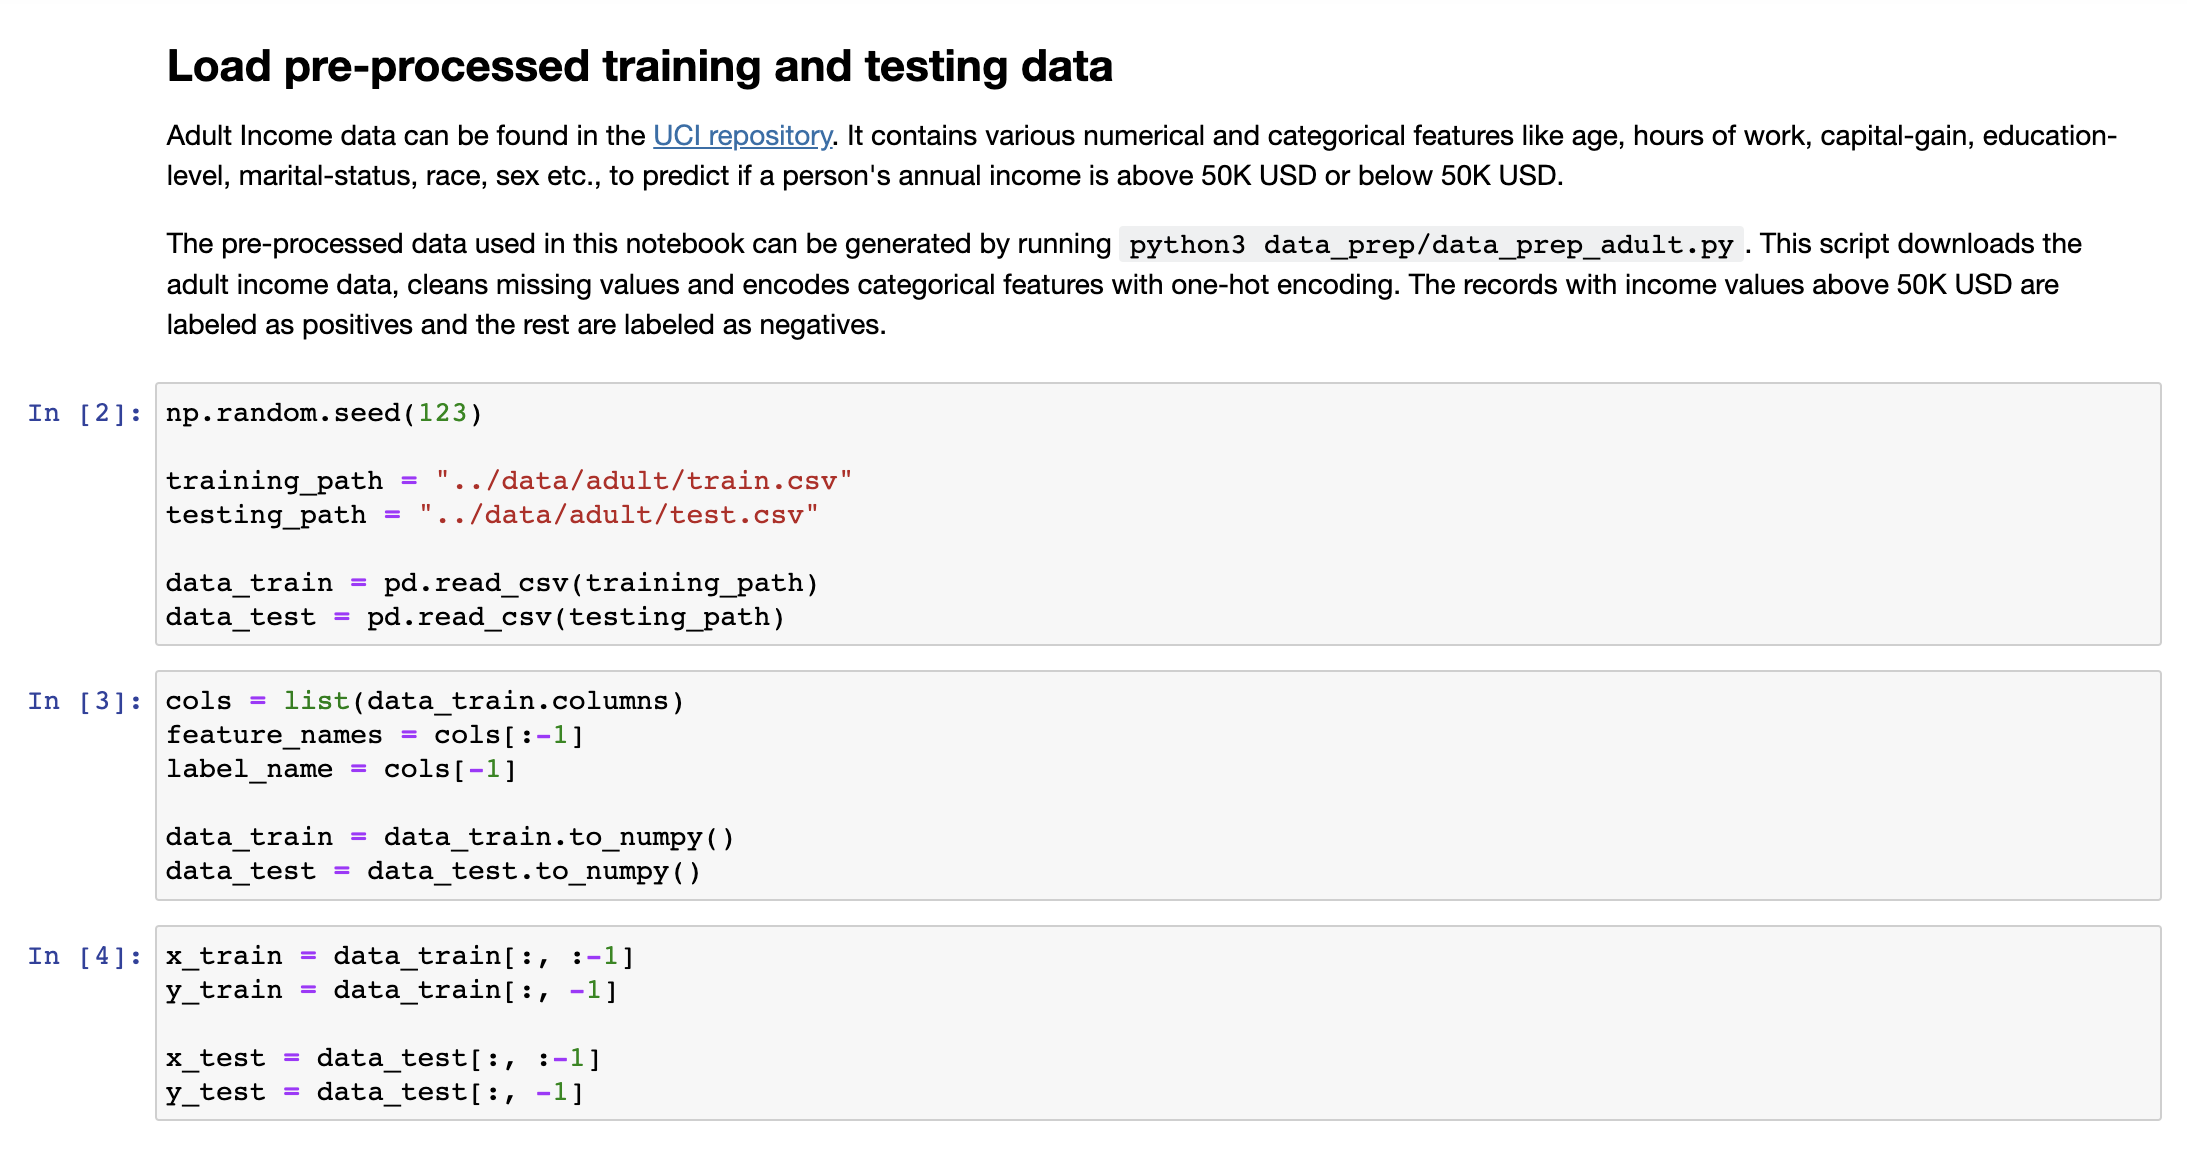 Load pre-processed training and testing data
Adult Income data can be found in the UCI repository. It contains various numerical and categorical features like age, hours of work, capital-gain, education-
level, marital-status, race, sex etc., to predict if a person's annual income is above 50K USD or below 50K USD.
The pre-processed data used in this notebook can be generated by running python3 data_prep/data_prep_adult.py . This script downloads the
adult income data, cleans missing values and encodes categorical features with one-hot encoding. The records with income values above 50K USD are
labeled as positives and the rest are labeled as negatives.
In [2]: np.random.seed(123)
training_path = "../data/adult/train.csv"
testing_path = "../data/adult/test.csv"
data_train = pd.read_csv(training_path)
data_test = pd.read_csv(testing_path)
In [3]: cols = list(data_train.columns)
feature_names = cols[:-1]
label_name = cols[-1]
data_train = data_train.to_numpy()
data_test = data_test.to_numpy()
In [4]: x_train = data_train[:, :-1]
y_train = data_train[:, -1]
x_test = data_test[:, :-1]
y_test = data_test[:, -1]